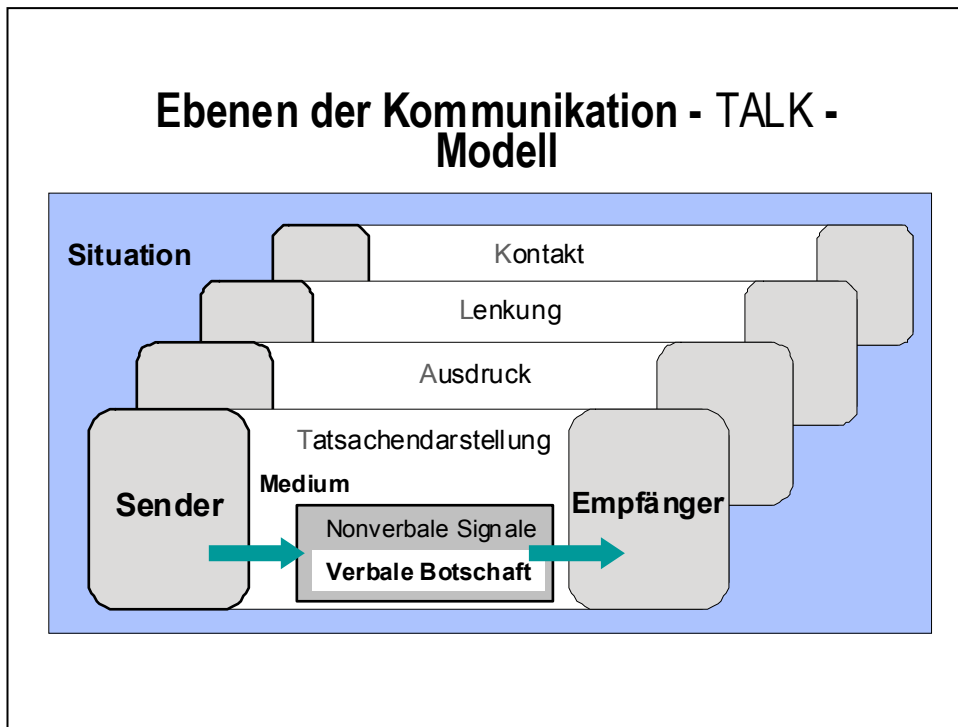 Ebenen der Kommunikation - TALK -
Modell
Situation
Kontakt
Lenkung
Ausdruck
Tatsachendarstellung
Medium
Sender
Empfänger
Nonverbale Signale
Verbale Botschaft